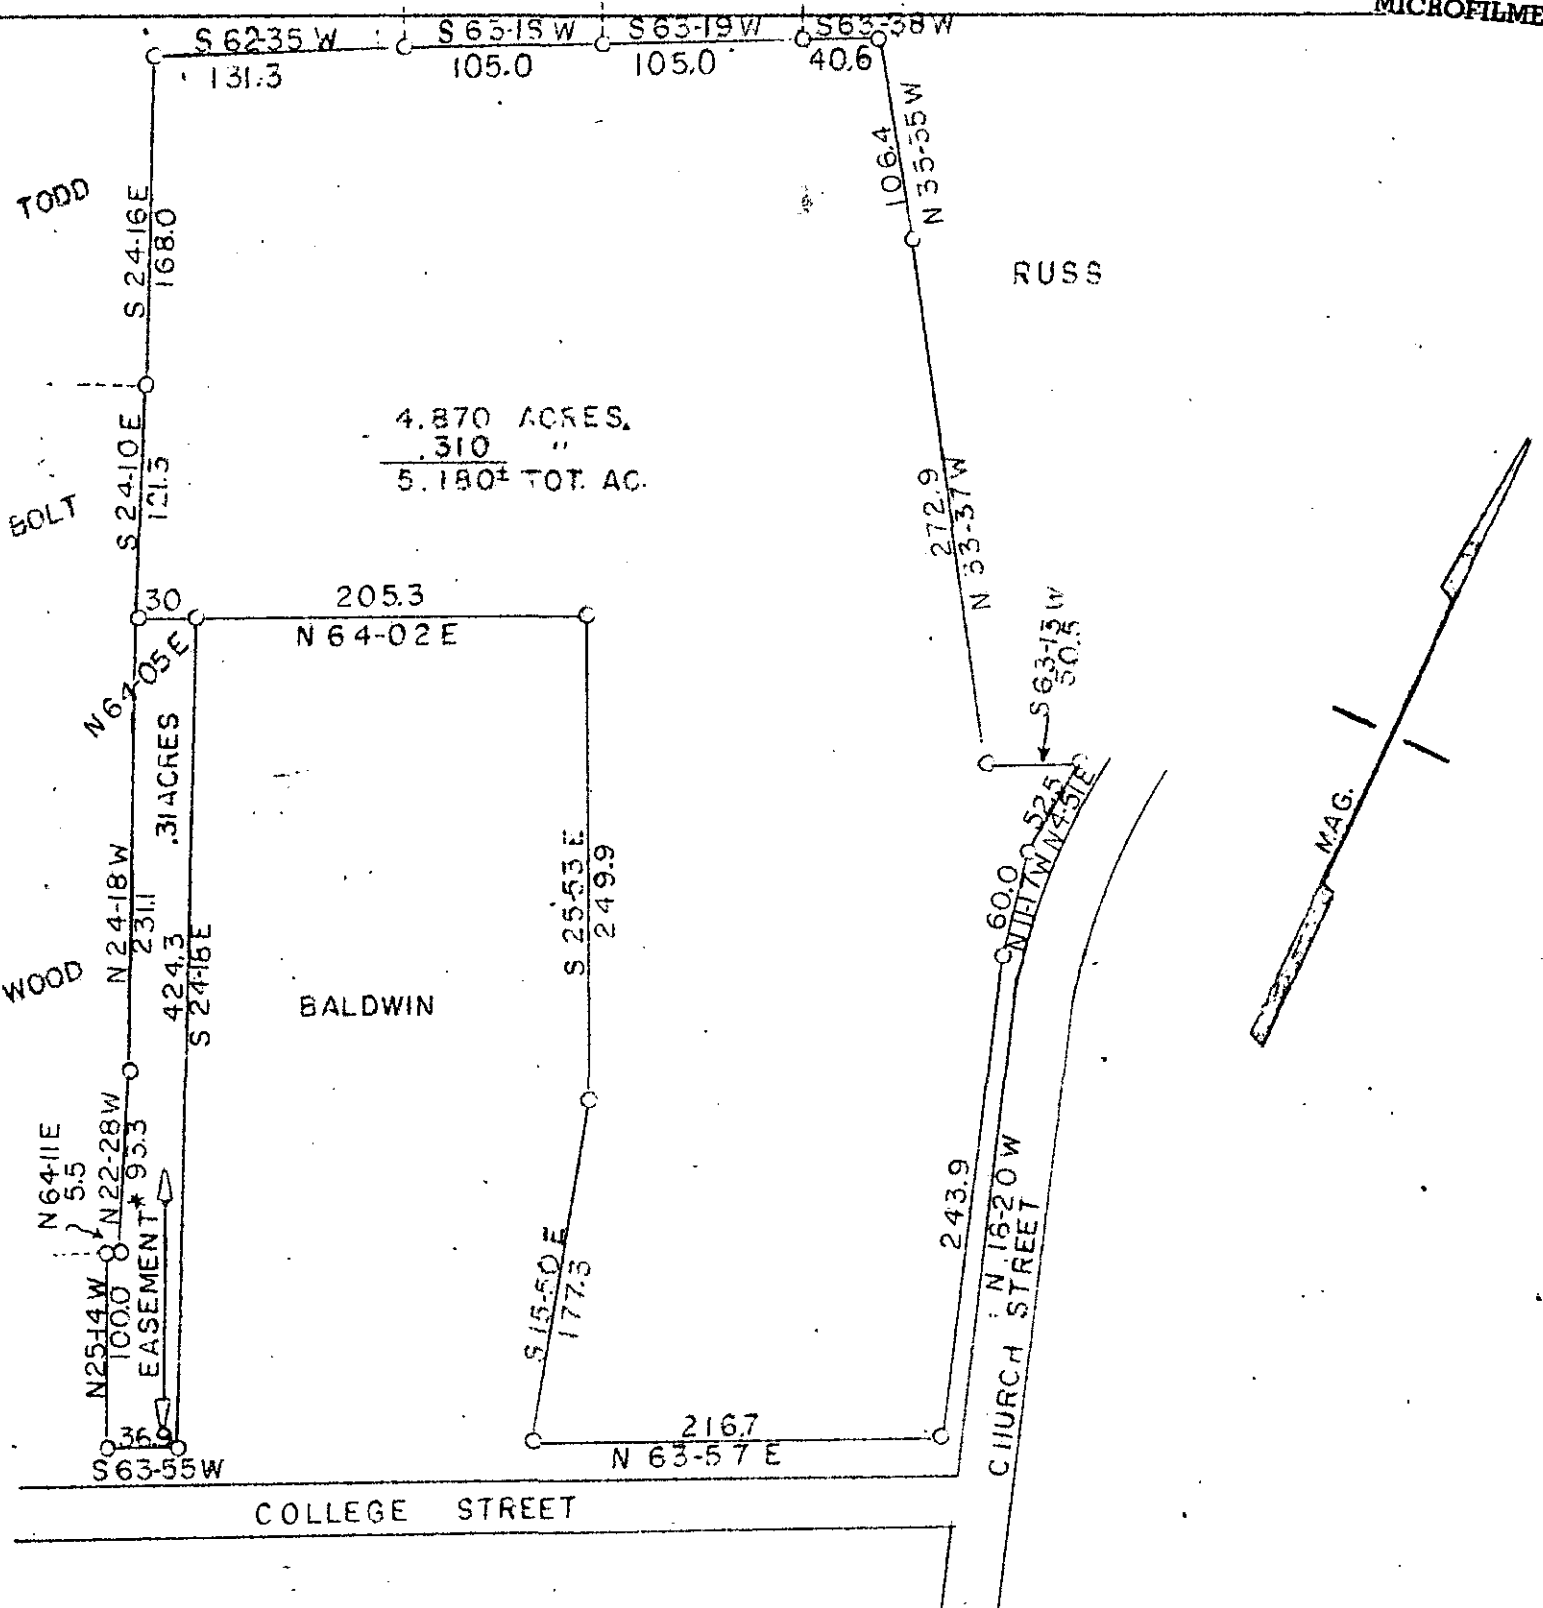 MICROFILME
S 62-35 W
131.3
S 63-15 W
105.0
S 63-19 W
105.0
S 63-38 W
40.6
106.4
N 35-35 W
TODD
S 24-16 E
168.0
RUSS
4.870 ACRES.
.310 "
5.180± TOT. AC.
BOLT
S 24-10 E
121.5
272.9
N 33-37 W
30
205.3
N 64-02 E
S 63-13 W
50.5
.31 ACRES
N 24-18 W
231.1
424.3
S 24-18 E
S 25-53 E
249.9
52.5
N 4-51 E
60.0
N 11-17 W
MAG.
WOOD
BALDWIN
N 64-11 E
5.5
N 22-28 W
93.3
EASEMENT*
N 25-14 W
100.0
S 15-50 E
177.3
243.9
N 16-20 W
CHURCH STREET
36.9
S 63-55 W
216.7
N 63-57 E
COLLEGE STREET